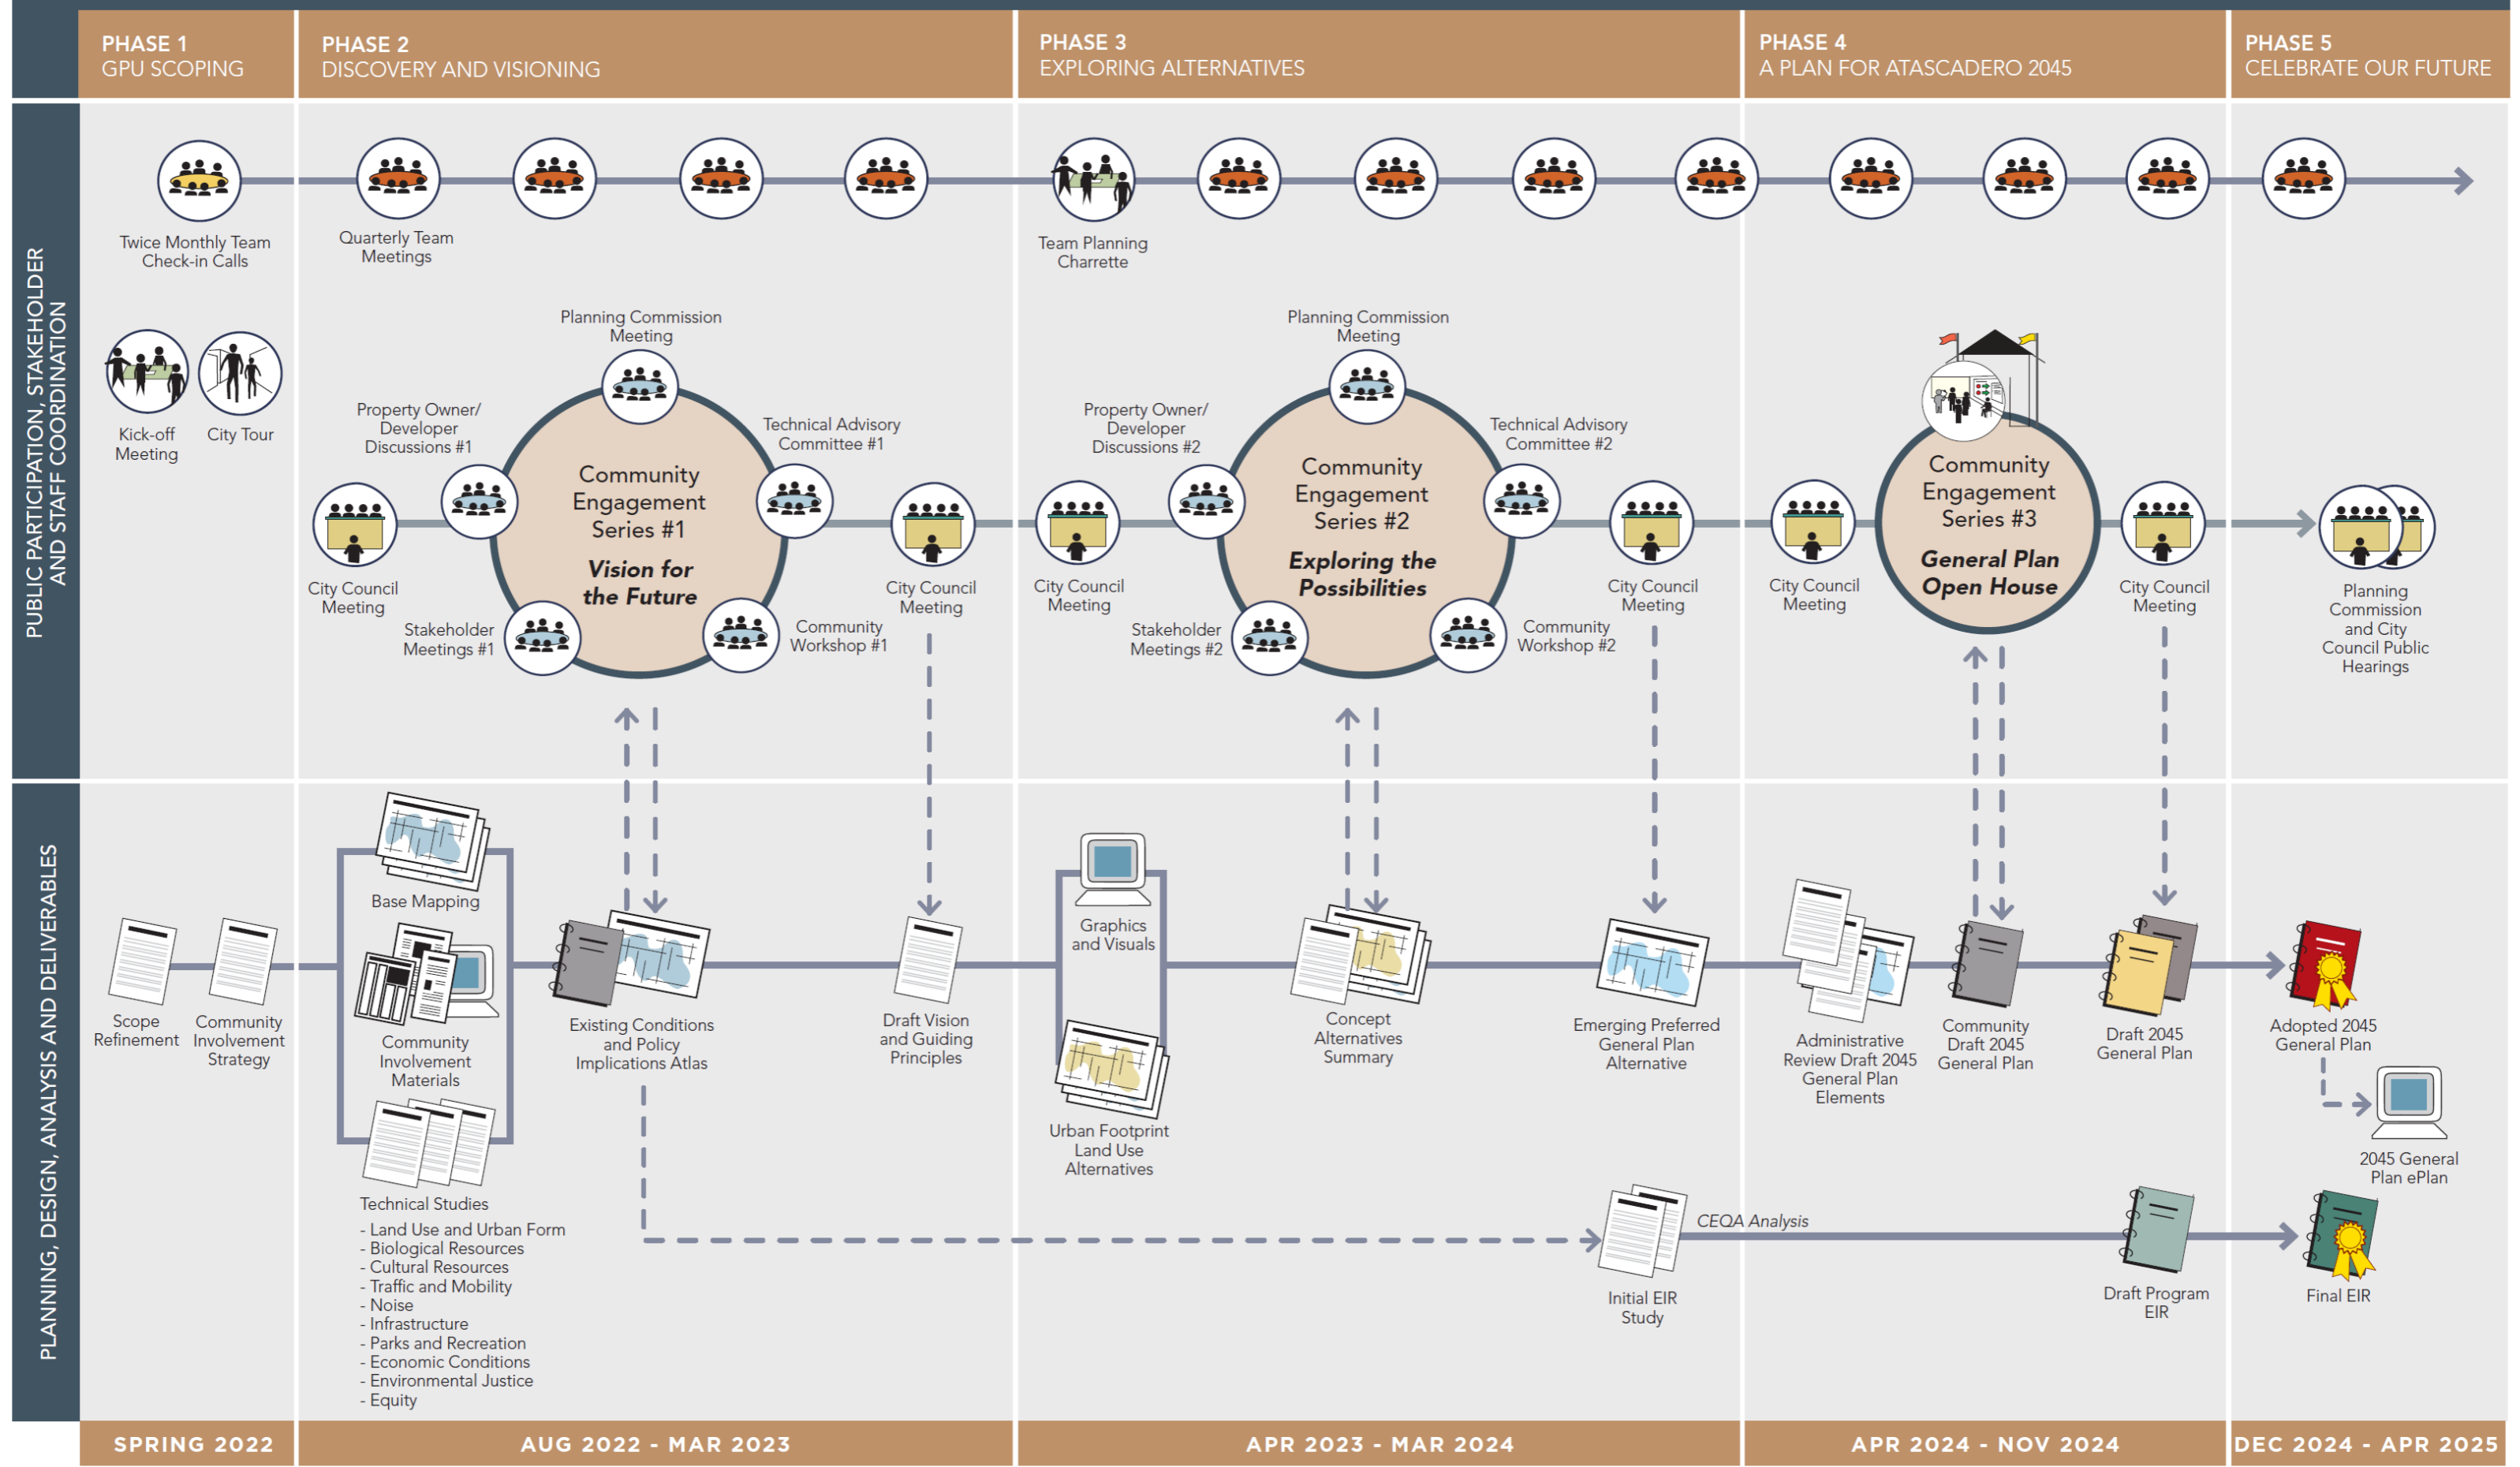 PHASE 1
GPU SCOPING
PHASE 2
DISCOVERY AND VISIONING
PHASE 3
EXPLORING ALTERNATIVES
PHASE 4
A PLAN FOR ATASCADERO 2045
PHASE 5
CELEBRATE OUR FUTURE
PUBLIC PARTICIPATION, STAKEHOLDER
AND STAFF COORDINATION
Twice Monthly Team
Check-in Calls
Quarterly Team
Meetings
Team Planning
Charrette
Kick-off
Meeting
City Tour
City Council
Meeting
Property Owner/
Developer
Discussions #1
Planning Commission
Meeting
Technical Advisory
Committee #1
Community
Engagement
Series #1
Vision for
the Future
Stakeholder
Meetings #1
Community
Workshop #1
City Council
Meeting
City Council
Meeting
Property Owner/
Developer
Discussions #2
Planning Commission
Meeting
Technical Advisory
Committee #2
Community
Engagement
Series #2
Exploring the
Possibilities
Stakeholder
Meetings #2
Community
Workshop #2
City Council
Meeting
City Council
Meeting
Community
Engagement
Series #3
General Plan
Open House
City Council
Meeting
Planning
Commission
and City
Council Public
Hearings
PLANNING, DESIGN, ANALYSIS AND DELIVERABLES
Scope
Refinement
Community
Involvement
Strategy
Base Mapping
Community
Involvement
Materials
Technical Studies
- Land Use and Urban Form
- Biological Resources
- Cultural Resources
- Traffic and Mobility
- Noise
- Infrastructure
- Parks and Recreation
- Economic Conditions
- Environmental Justice
- Equity
Existing Conditions
and Policy
Implications Atlas
Draft Vision
and Guiding
Principles
Graphics
and Visuals
Urban Footprint
Land Use
Alternatives
Concept
Alternatives
Summary
Emerging Preferred
General Plan
Alternative
Administrative
Review Draft 2045
General Plan
Elements
Community
Draft 2045
General Plan
Draft 2045
General Plan
Adopted 2045
General Plan
2045 General
Plan ePlan
Initial EIR
Study
CEQA Analysis
Draft Program
EIR
Final EIR
SPRING 2022
AUG 2022 - MAR 2023
APR 2023 - MAR 2024
APR 2024 - NOV 2024
DEC 2024 - APR 2025